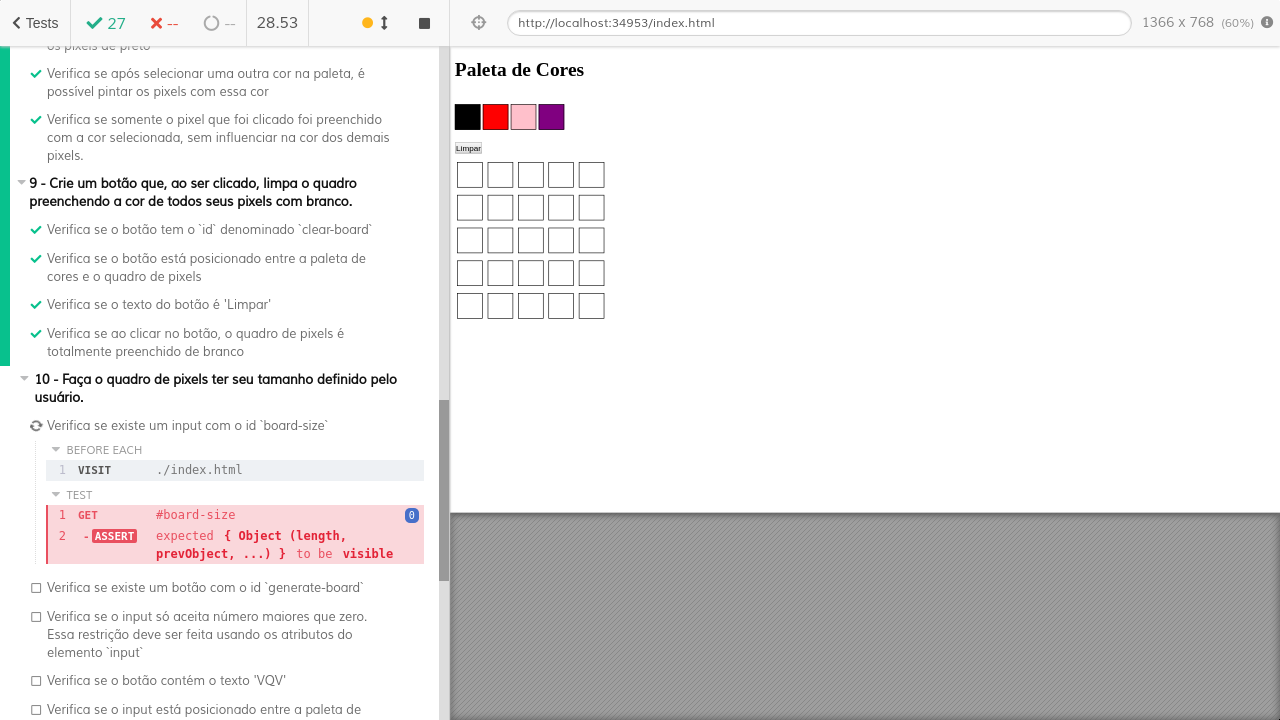 Tests
27
--
--
28.53
http://localhost:34953/index.html
1366 x 768 (60%)
os pixels de preto
Verifica se após selecionar uma outra cor na paleta, é
possível pintar os pixels com essa cor
Verifica se somente o pixel que foi clicado foi preenchido
com a cor selecionada, sem influenciar na cor dos demais
pixels.
9 - Crie um botão que, ao ser clicado, limpa o quadro
preenchendo a cor de todos seus pixels com branco.
Verifica se o botão tem o `id` denominado `clear-board`
Verifica se o botão está posicionado entre a paleta de
cores e o quadro de pixels
Verifica se o texto do botão é 'Limpar'
Verifica se ao clicar no botão, o quadro de pixels é
totalmente preenchido de branco
10 - Faça o quadro de pixels ter seu tamanho definido pelo
usuário.
Verifica se existe um input com o id `board-size`
BEFORE EACH
1 VISIT ./index.html
TEST
1 GET #board-size 0
2 -ASSERT expected { Object (length,
prevObject, ...) } to be visible
Verifica se existe um botão com o id `generate-board`
Verifica se o input só aceita número maiores que zero.
Essa restrição deve ser feita usando os atributos do
elemento `input`
Verifica se o botão contém o texto 'VQV'
Verifica se o input está posicionado entre a paleta de
Paleta de Cores
Limpar